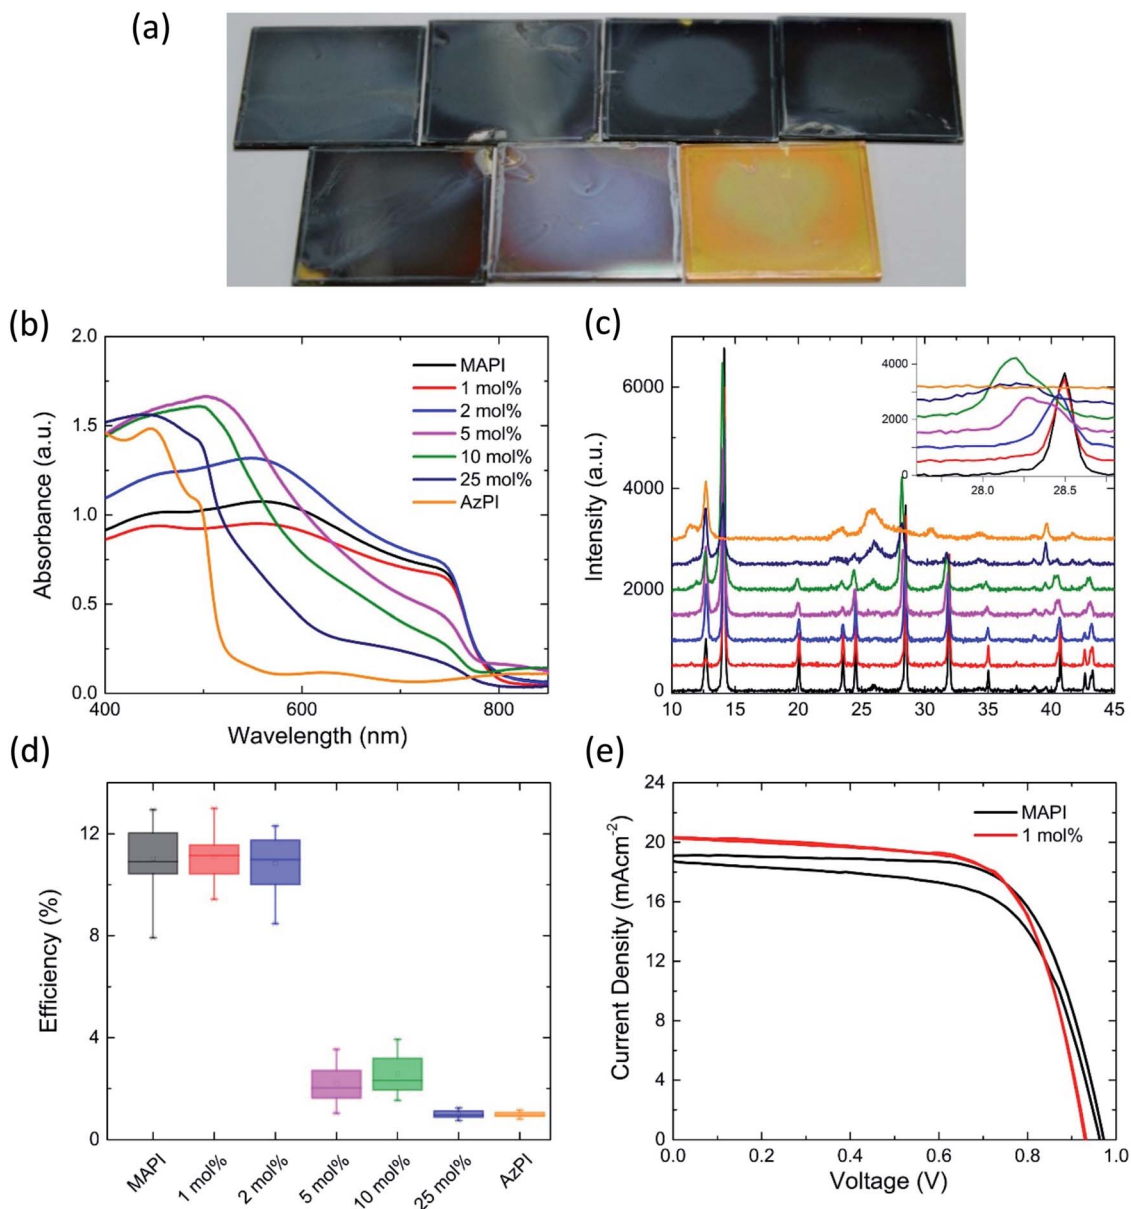 (a)
(b)
2.0
1.5
1.0
0.5
0.0
400
600
800
Absorbance (a.u.)
Wavelength (nm)
MAPI
1 mol%
2 mol%
5 mol%
10 mol%
25 mol%
AzPI
(c)
6000
4000
2000
0
10
15
20
25
30
35
40
45
Intensity (a.u.)
4000
2000
0
28.0
28.5
(d)
12
8
4
0
Efficiency (%)
MAPI
1 mol%
2 mol%
5 mol%
10 mol%
25 mol%
AzPI
(e)
24
20
16
12
8
4
0
0.0
0.2
0.4
0.6
0.8
1.0
Current Density (mAcm⁻²)
Voltage (V)
MAPI
1 mol%